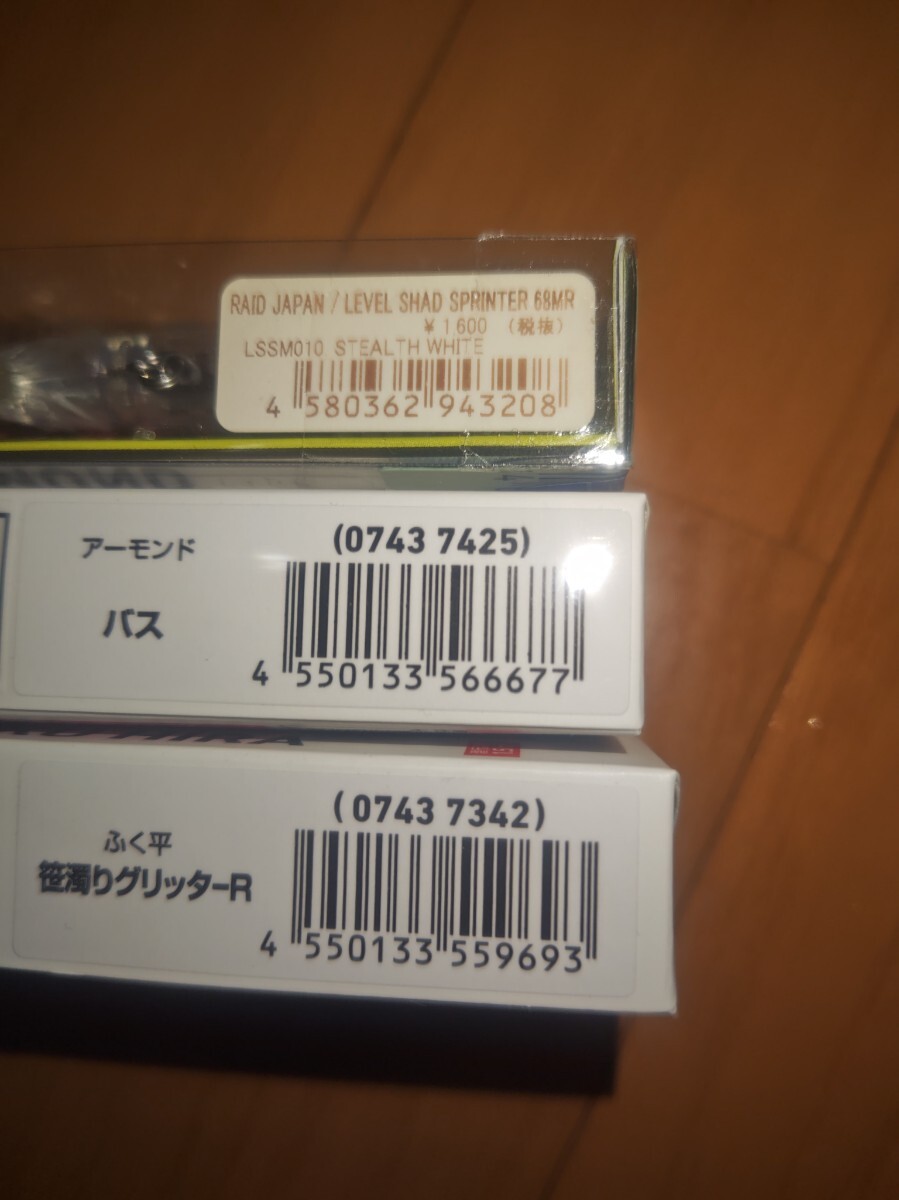 RAID JAPAN / LEVEL SHAD SPRINTER 68MR
¥1600 (税抜)
LSSM010 STEALTH WHITE
4 580362 943208
アーモンド
バス
(0743 7425)
4 550133 566677
ふく平
笹濁りグリッターR
(0743 7342)
4 550133 559693